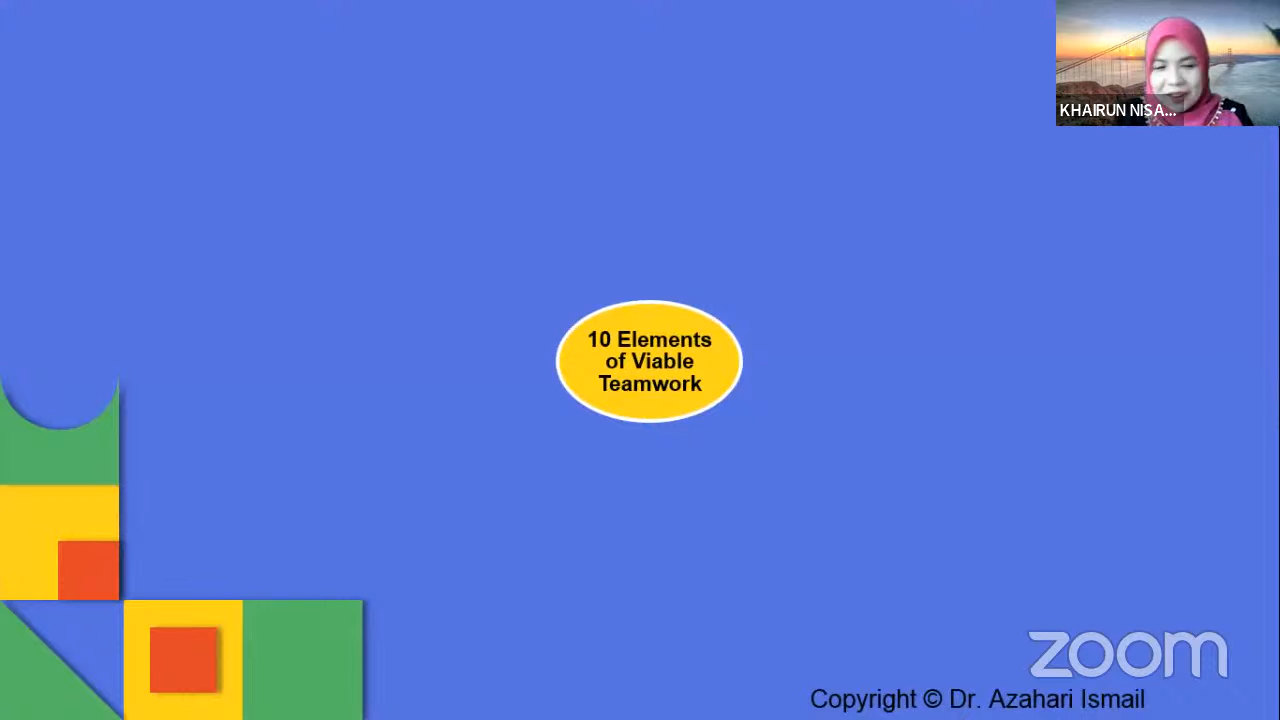 KHAIRUN NISA...
10 Elements
of Viable
Teamwork
zoom
Copyright © Dr. Azahari Ismail